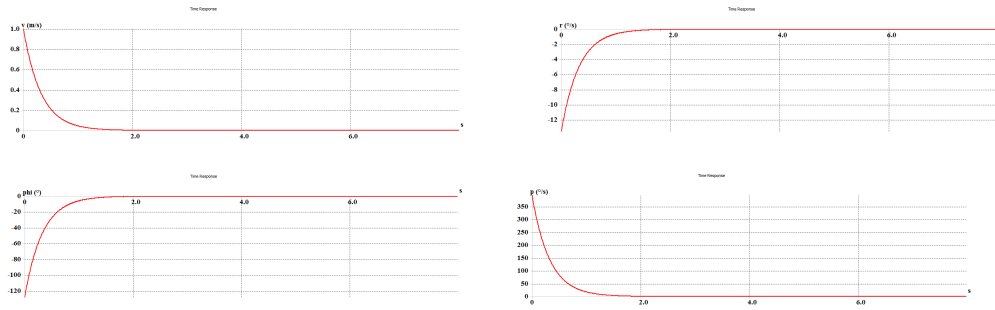 Time Response
v (m/s)
1.0
0.8
0.6
0.4
0.2
0
0 2.0 4.0 6.0
s
Time Response
r (°/s)
0
-2
-4
-6
-8
-10
-12
0 2.0 4.0 6.0
Time Response
phi (°)
s
0
-20
-40
-60
-80
-100
-120
0 2.0 4.0 6.0
Time Response
p (°/s)
350
300
250
200
150
100
50
0
0 2.0 4.0 6.0
s